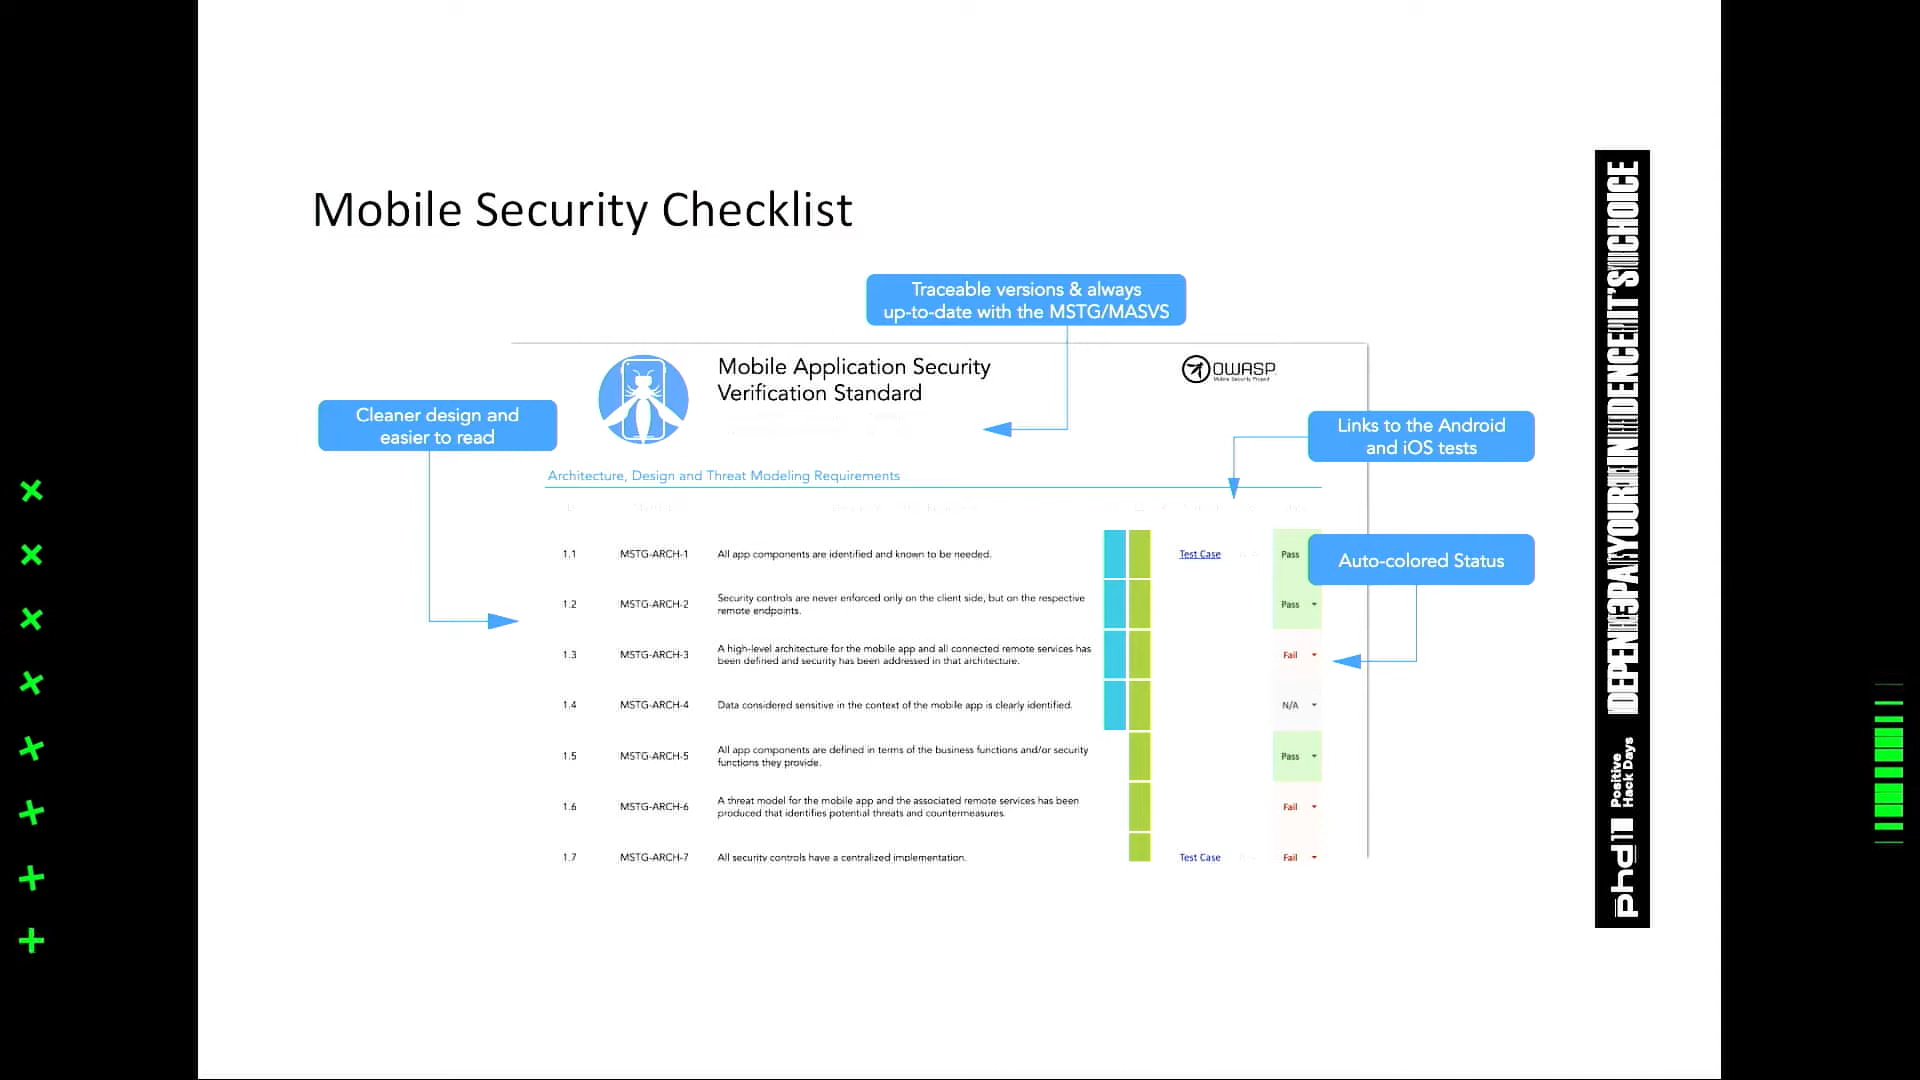 Mobile Security Checklist
Traceable versions & always
up-to-date with the MSTG/MASVS
Mobile Application Security
Verification Standard
OWASP
Mobile Security Project
Cleaner design and
easier to read
Links to the Android
and iOS tests
Architecture, Design and Threat Modeling Requirements
1.1 MSTG-ARCH-1 All app components are identified and known to be needed. Test Case Pass
Auto-colored Status
1.2 MSTG-ARCH-2 Security controls are never enforced only on the client side, but on the respective
remote endpoints. Pass
1.3 MSTG-ARCH-3 A high-level architecture for the mobile app and all connected remote services has
been defined and security has been addressed in that architecture. Fail
1.4 MSTG-ARCH-4 Data considered sensitive in the context of the mobile app is clearly identified. N/A
1.5 MSTG-ARCH-5 All app components are defined in terms of the business functions and/or security
functions they provide. Pass
1.6 MSTG-ARCH-6 A threat model for the mobile app and the associated remote services has been
produced that identifies potential threats and countermeasures. Fail
1.7 MSTG-ARCH-7 All security controls have a centralized implementation. Test Case Fail
phd11 Positive
Hack Days